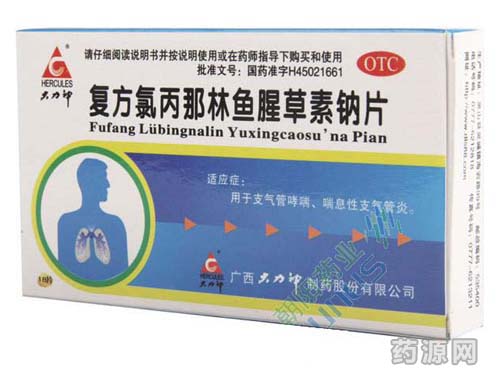 HERCULES
大力神
请仔细阅读说明书并按说明使用或在药师指导下购买和使用
批准文号：国药准字H45021661
OTC
复方氯丙那林鱼腥草素钠片
Fufang Lübingnalin Yuxingcaosu'na Pian
适应症：
用于支气管哮喘、喘息性支气管炎。
HERCULES
大力神
广西大力神制药股份有限公司
药源网